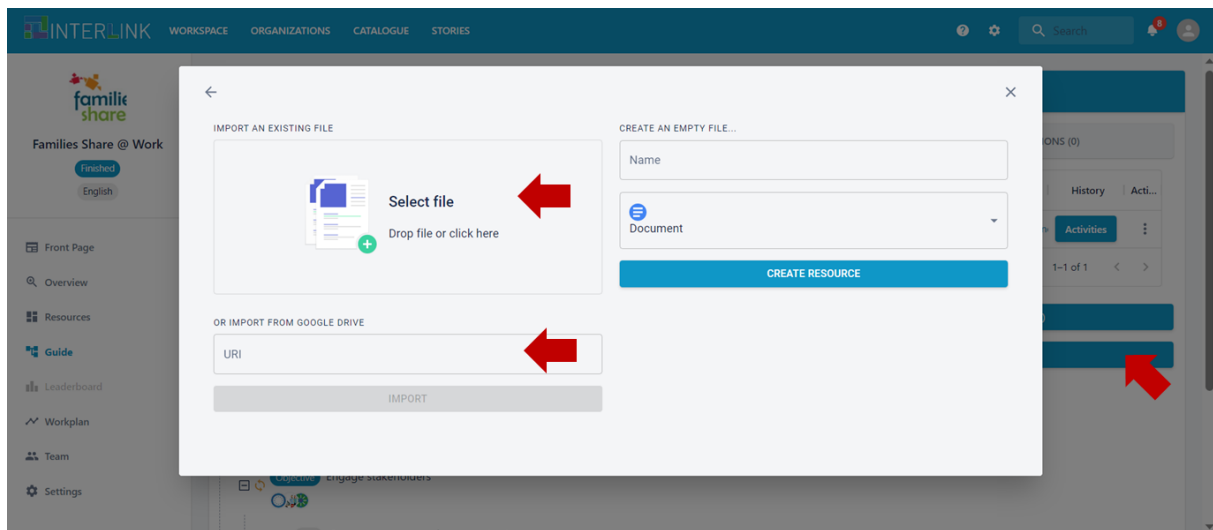 INTERLINK WORKSPACE ORGANIZATIONS CATALOGUE STORIES Search 8
familie
share
Families Share @ Work
Finished
English
Front Page
Overview
Resources
Guide
Leaderboard
Workplan
Team
Settings
IMPORT AN EXISTING FILE
Select file
Drop file or click here
OR IMPORT FROM GOOGLE DRIVE
URI
IMPORT
CREATE AN EMPTY FILE...
Name
Document
CREATE RESOURCE
IONS (0)
History Acti...
Activities
1–1 of 1
Objective Engage stakeholders